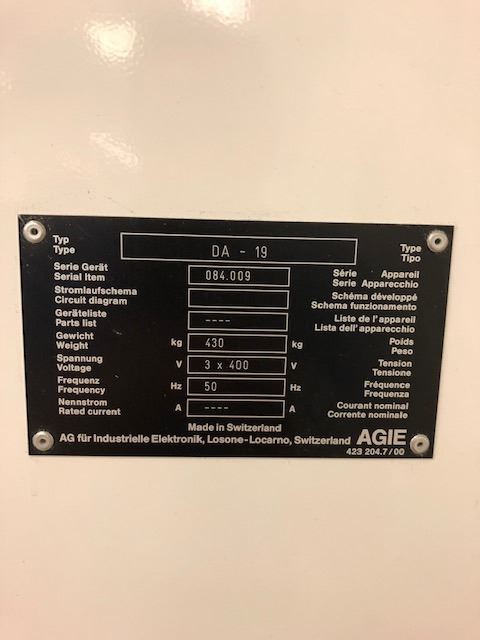 Typ
Type
DA - 19
Type
Tipo
Serie Gerät
Serial Item
084.009
Série Appareil
Serie Apparecchio
Stromlaufschema
Circuit diagram
Schéma développé
Schema funzionamento
Geräteliste
Parts list
----
Liste de l'appareil
Lista dell' apparecchio
Gewicht
Weight
kg 430 kg
Poids
Peso
Spannung
Voltage
V 3 x 400 V
Tension
Tensione
Frequenz
Frequency
Hz 50 Hz
Fréquence
Frequenza
Nennstrom
Rated current
A ---- A
Courant nominal
Corrente nominale
Made in Switzerland
AG für Industrielle Elektronik, Losone-Locarno, Switzerland AGIE
423 204.7/00